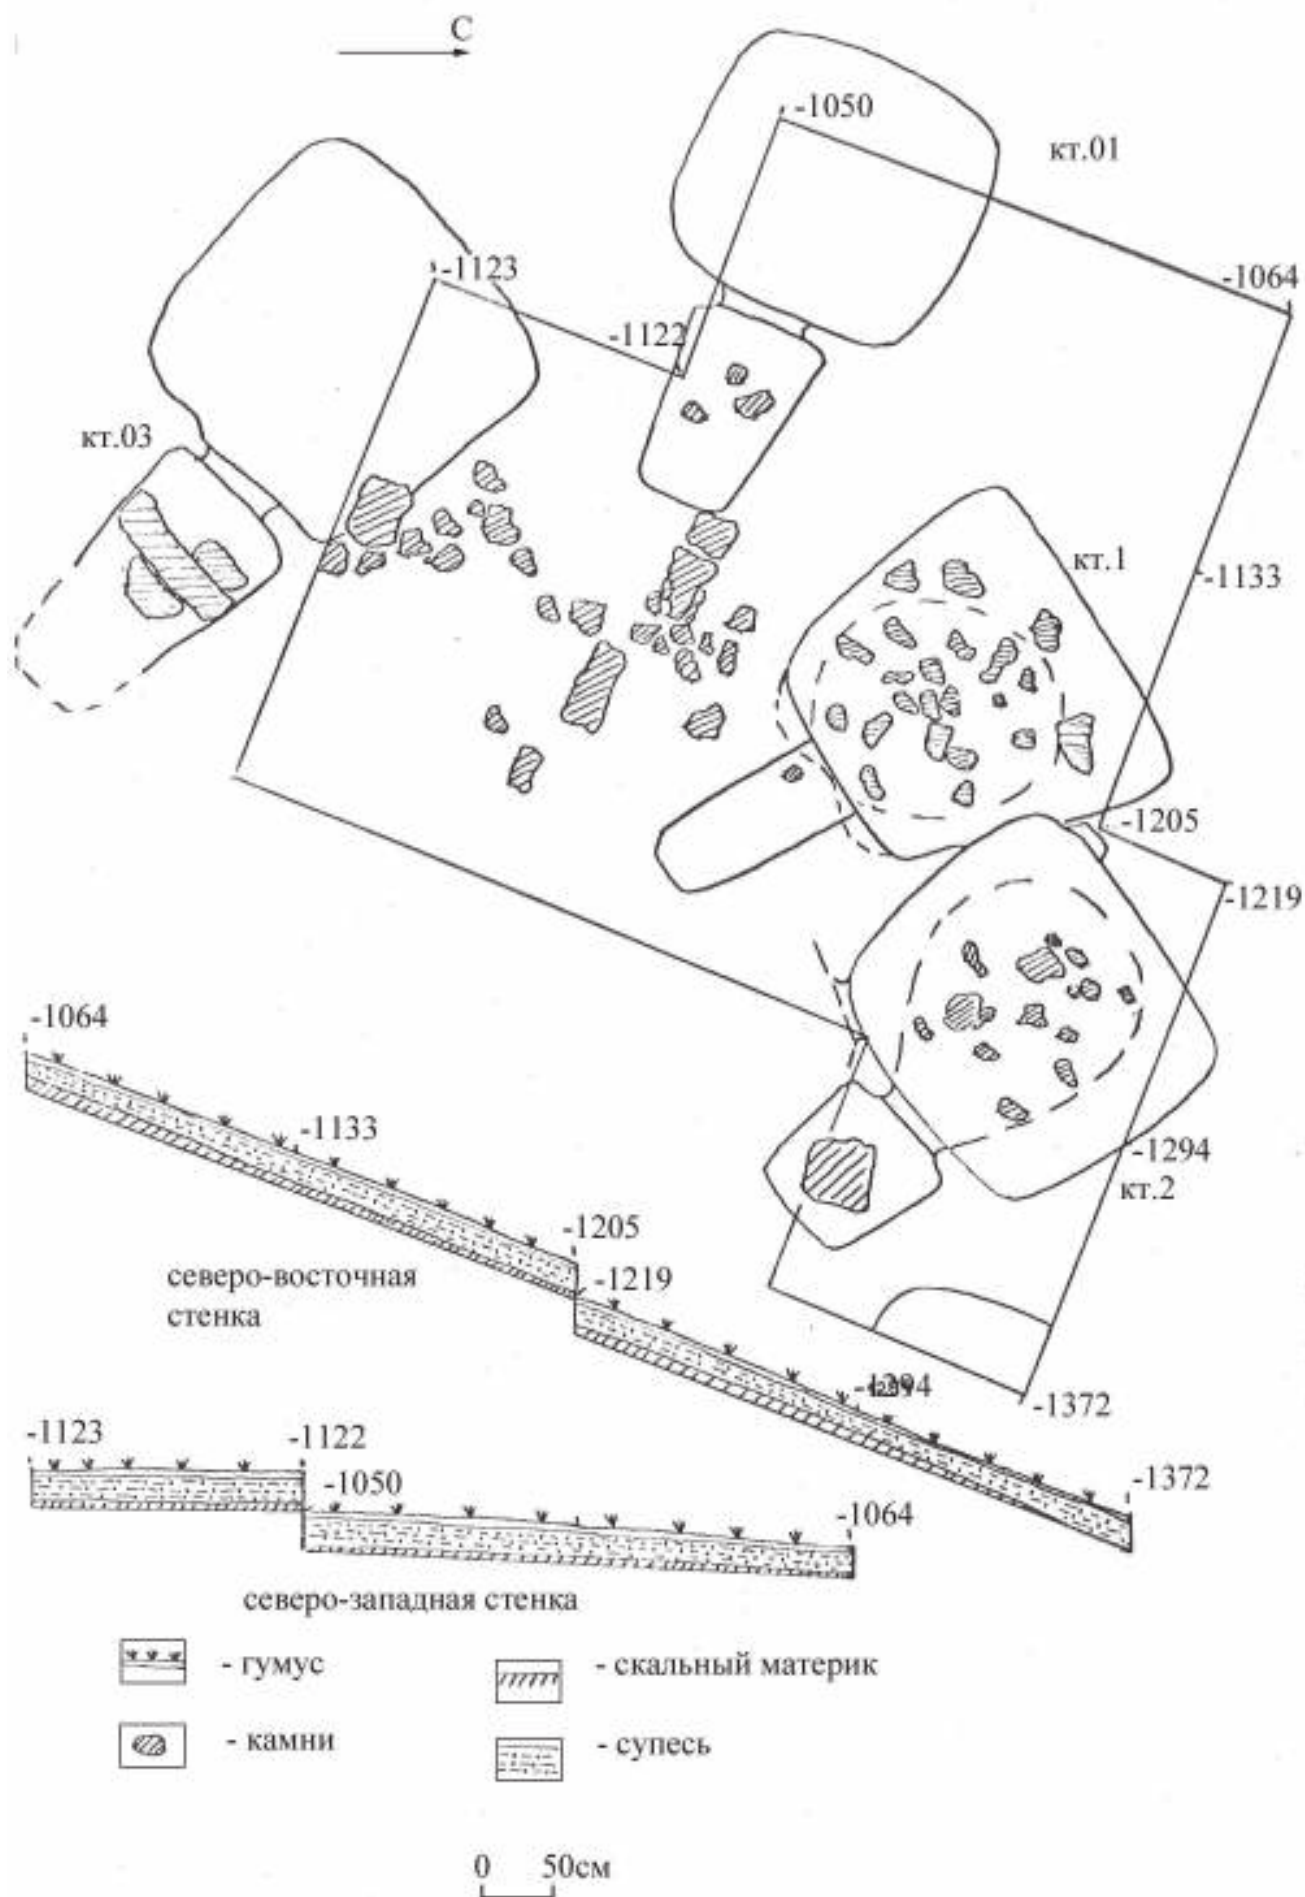 С
-1050
кт.01
-1123
-1064
-1122
кт.03
кт.1
-1133
-1205
-1219
-1064
-1133
-1294
кт.2
-1205
северо-восточная
стенка
-1219
-1294
-1372
-1123
-1122
-1050
-1372
-1064
северо-западная стенка
- гумус
- скальный материк
- камни
- супесь
0 50см